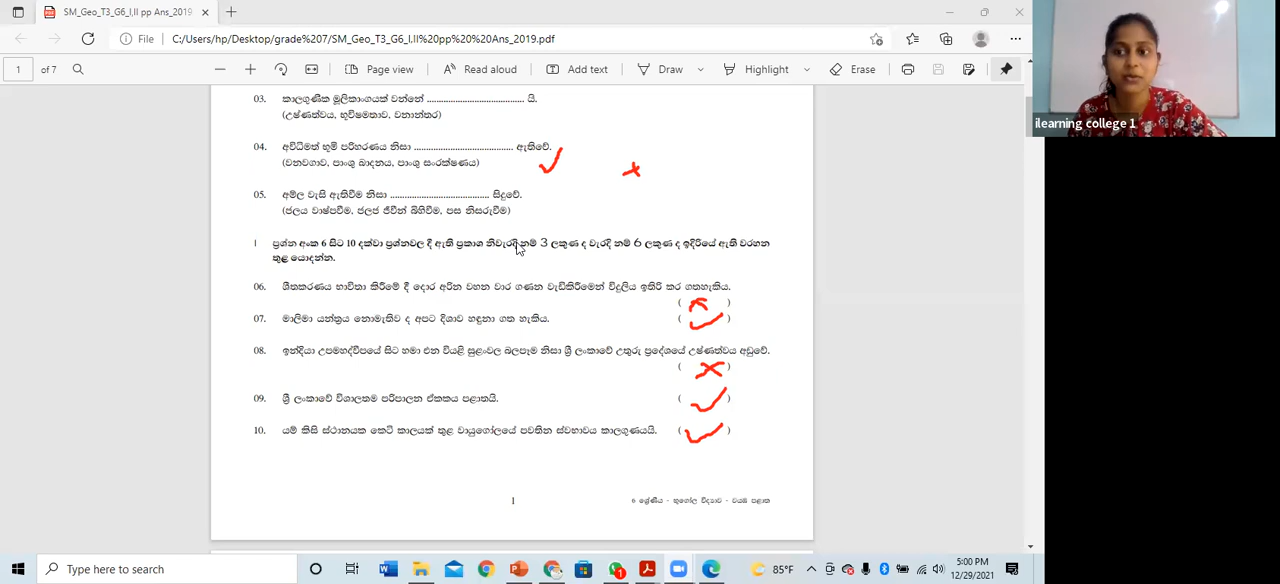 SM_Geo_T3_G6_I,II pp Ans_2019
File C:/Users/hp/Desktop/grade%207/SM_Geo_T3_G6_I,II%20pp%20%20Ans_2019.pdf
1 of 7 Page view Read aloud Add text Draw Highlight Erase
ilearning college 1
03. කාලගුණික මූලිකාංගයක් වන්නේ ..................................... යි.
(උෂ්ණත්වය, භූවිෂමතාව, වනාන්තර)
04. අවිධිමත් භූමි පරිහරණය නිසා ..................................... ඇතිවේ.
(වනවගාව, පාංශු ඛාදනය, පාංශු සංරක්ෂණය)
05. අම්ල වැසි ඇතිවීම නිසා ..................................... සිදුවේ.
(ජලය වාෂ්පවීම, ජලජ ජීවීන් බිහිවීම, පස නිසරුවීම)
I ප්‍රශ්න අංක 6 සිට 10 දක්වා ප්‍රශ්නවල දී ඇති ප්‍රකාශ නිවැරදි නම් 3 ලකුණ ද වැරදි නම් 6 ලකුණ ද ඉදිරියේ ඇති වරහන
තුළ යොදන්න.
06. ශීතකරණය භාවිතා කිරීමේ දී දොර අරින වහන වාර ගණන වැඩිකිරීමෙන් විදුලිය ඉතිරි කර ගතහැකිය.
( )
07. මාලිමා යන්ත්‍රය නොමැතිව ද අපට දිශාව හඳුනා ගත හැකිය. ( )
08. ඉන්දියා උපමහද්වීපයේ සිට හමා එන වියළි සුළංවල බලපෑම නිසා ශ්‍රී ලංකාවේ උතුරු ප්‍රදේශයේ උෂ්ණත්වය අඩුවේ.
( )
09. ශ්‍රී ලංකාවේ විශාලතම පරිපාලන ඒකකය පළාතයි. ( )
10. යම් කිසි ස්ථානයක කෙටි කාලයක් තුළ වායුගෝලයේ පවතින ස්වභාවය කාලගුණයයි. ( )
1 6 ශ්‍රේණිය - භූගෝල විද්‍යාව - වයඹ පළාත
Type here to search 85°F 5:00 PM
12/29/2021